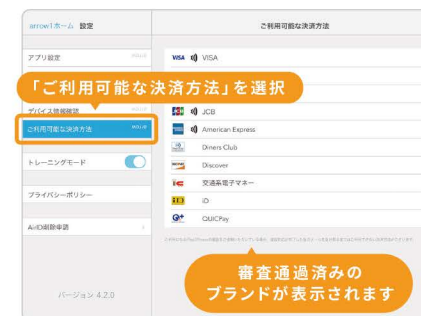 arrow1ホーム 設定
ご利用可能な決済方法
アプリ設定
VISA VISA
「ご利用可能な決済方法」を選択
デバイス情報確認
JCB JCB
ご利用可能な決済方法
American Express
Diners Club
トレーニングモード
DISCOVER Discover
交通系電子マネー
プライバシーポリシー
iD iD
QUICPay
AirID削除申請
審査通過済みの
ブランドが表示されます
バージョン 4.2.0